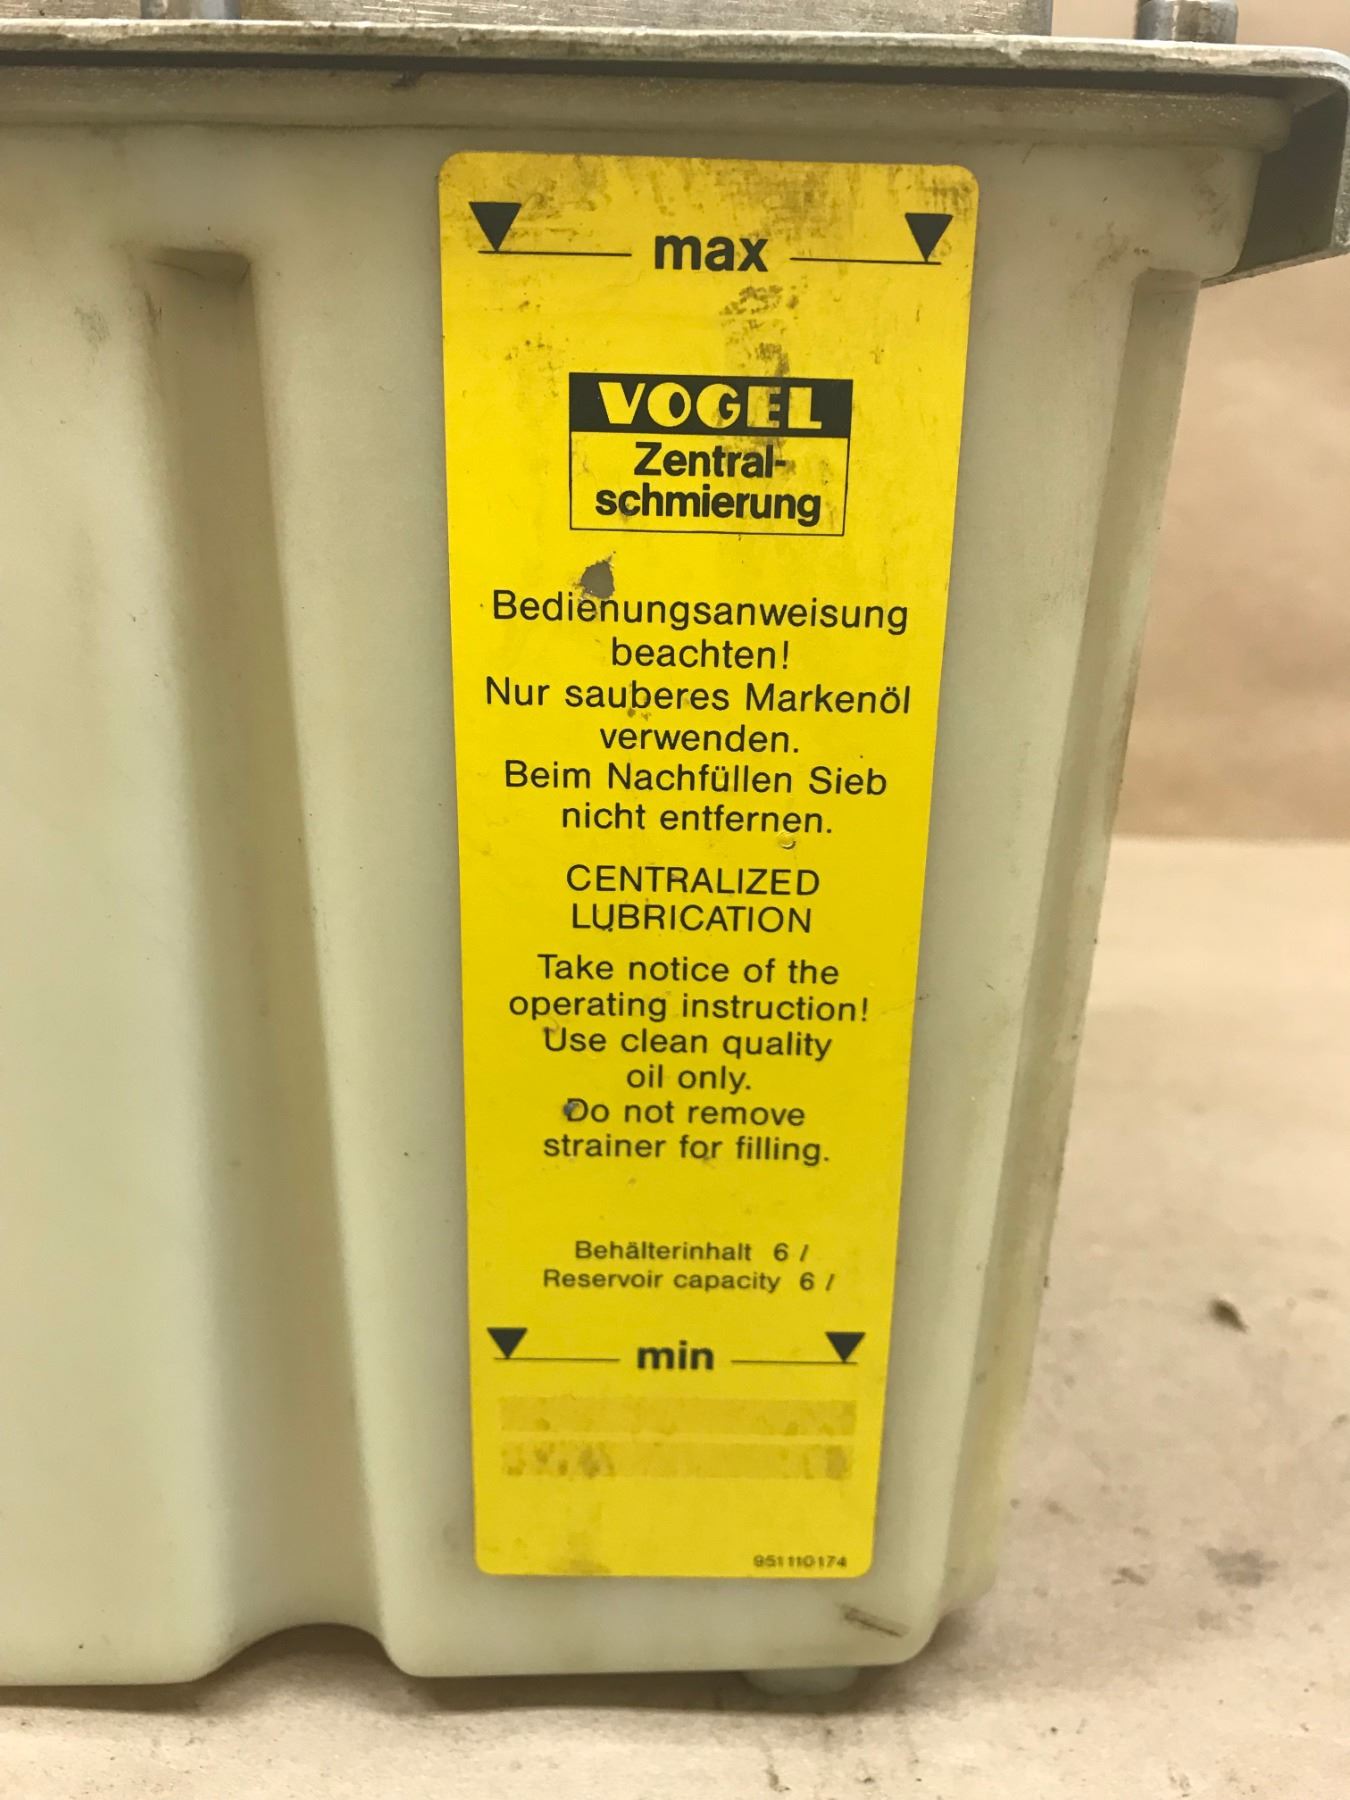 max
VOGEL
Zentral-
schmierung
Bedienungsanweisung
beachten!
Nur sauberes Markenöl
verwenden.
Beim Nachfüllen Sieb
nicht entfernen.
CENTRALIZED
LUBRICATION
Take notice of the
operating instruction!
Use clean quality
oil only.
Do not remove
strainer for filling.
Behälterinhalt 6 l
Reservoir capacity 6 l
min
951110174